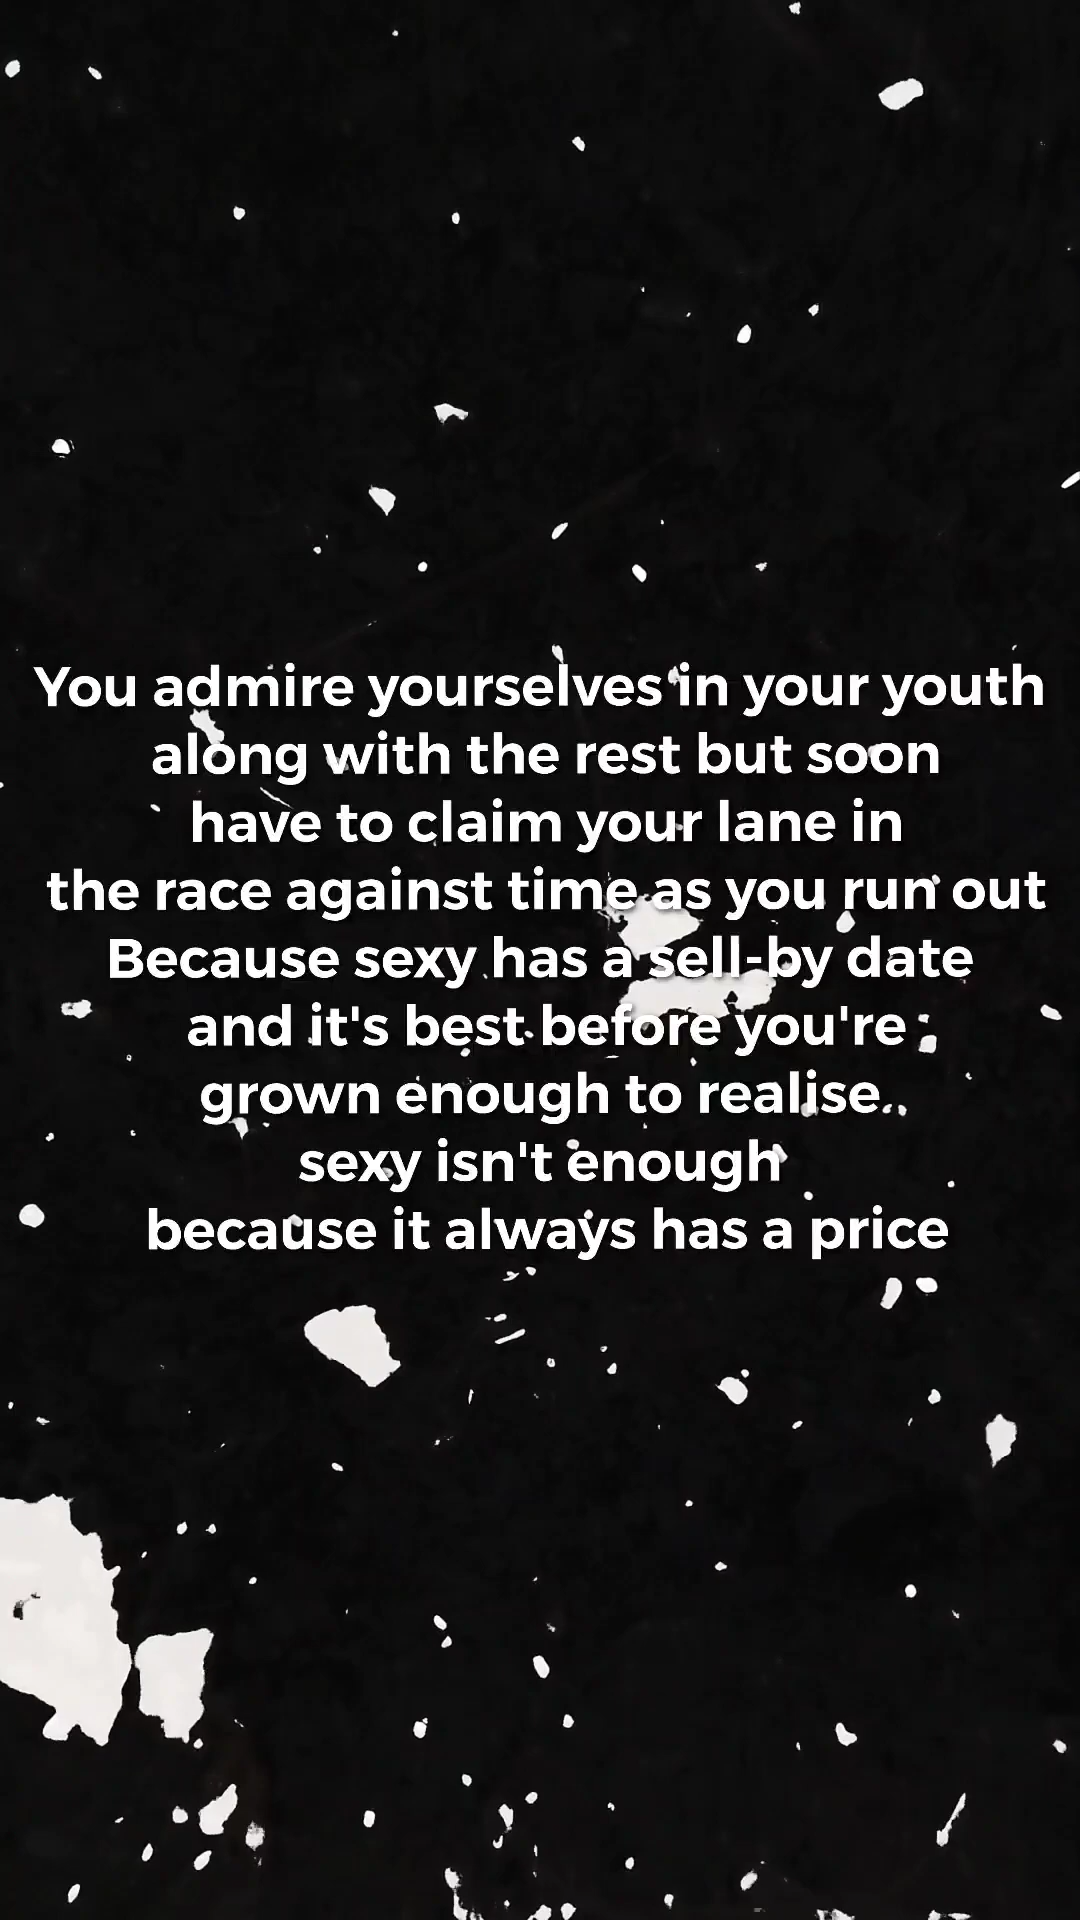 You admire yourselves in your youth
along with the rest but soon
have to claim your lane in
the race against time as you run out
Because sexy has a sell-by date
and it's best before you're
grown enough to realise..
sexy isn't enough
because it always has a price